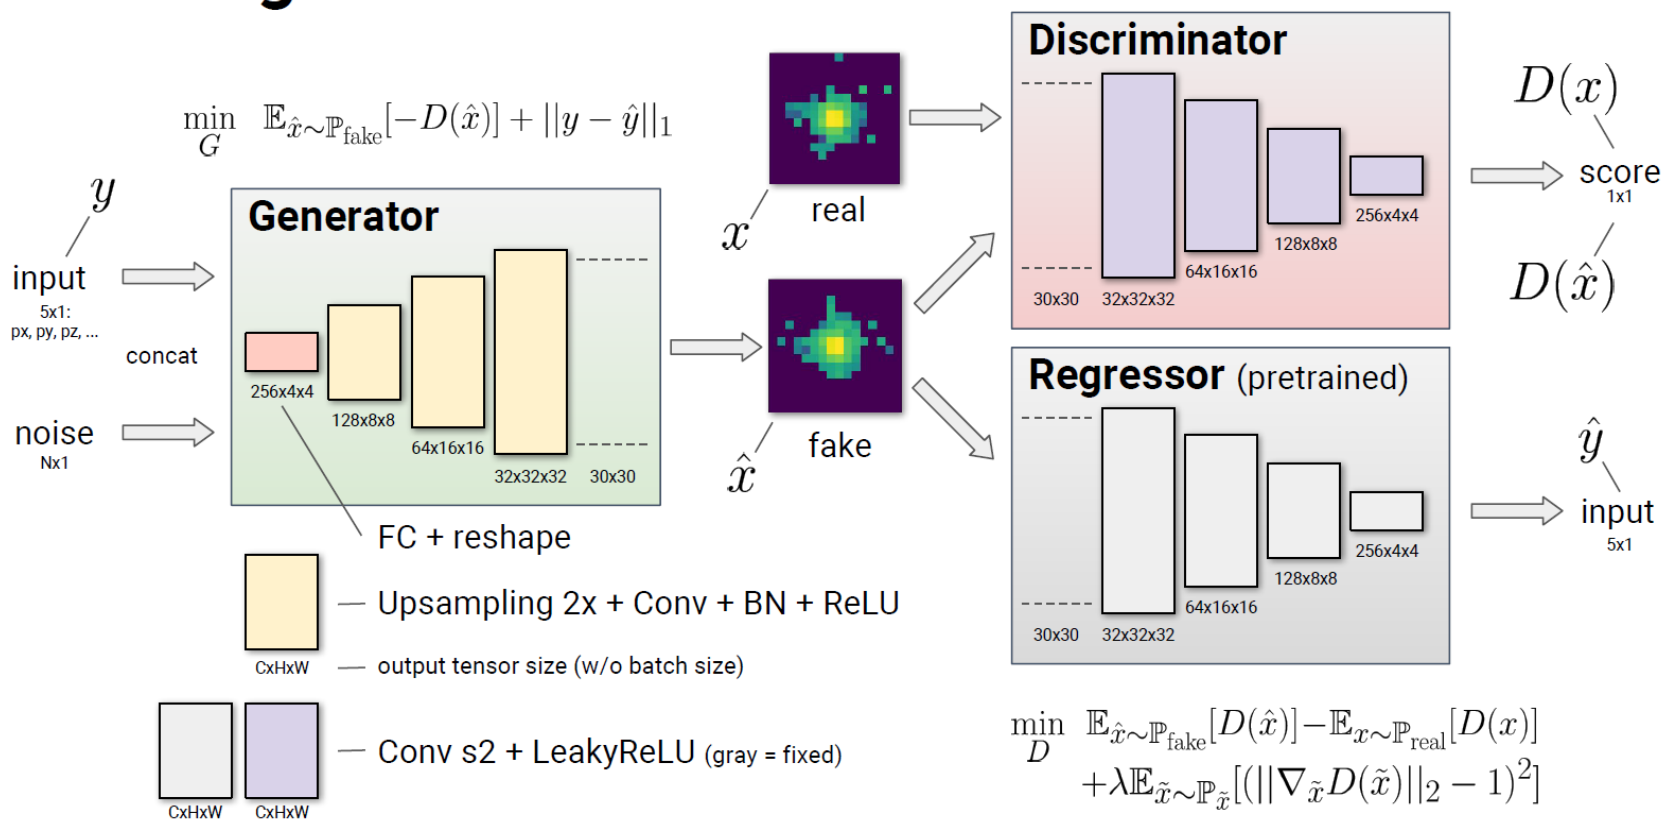 g
min_G 𝔼_{x̂∼ℙ_fake}[−D(x̂)] + ||y − ŷ||_1
y
input
5x1:
px, py, pz, ...
concat
noise
Nx1
Generator
256x4x4
128x8x8
64x16x16
32x32x32
30x30
FC + reshape
Upsampling 2x + Conv + BN + ReLU
CxHxW
output tensor size (w/o batch size)
Conv s2 + LeakyReLU (gray = fixed)
CxHxW
CxHxW
x
real
x̂
fake
Discriminator
30x30
32x32x32
64x16x16
128x8x8
256x4x4
D(x)
score
1x1
D(x̂)
Regressor (pretrained)
30x30
32x32x32
64x16x16
128x8x8
256x4x4
ŷ
input
5x1
min_D 𝔼_{x̂∼ℙ_fake}[D(x̂)]−𝔼_{x∼ℙ_real}[D(x)]
+λ𝔼_{x̃∼ℙ_x̃}[(||∇_x̃ D(x̃)||_2 − 1)^2]